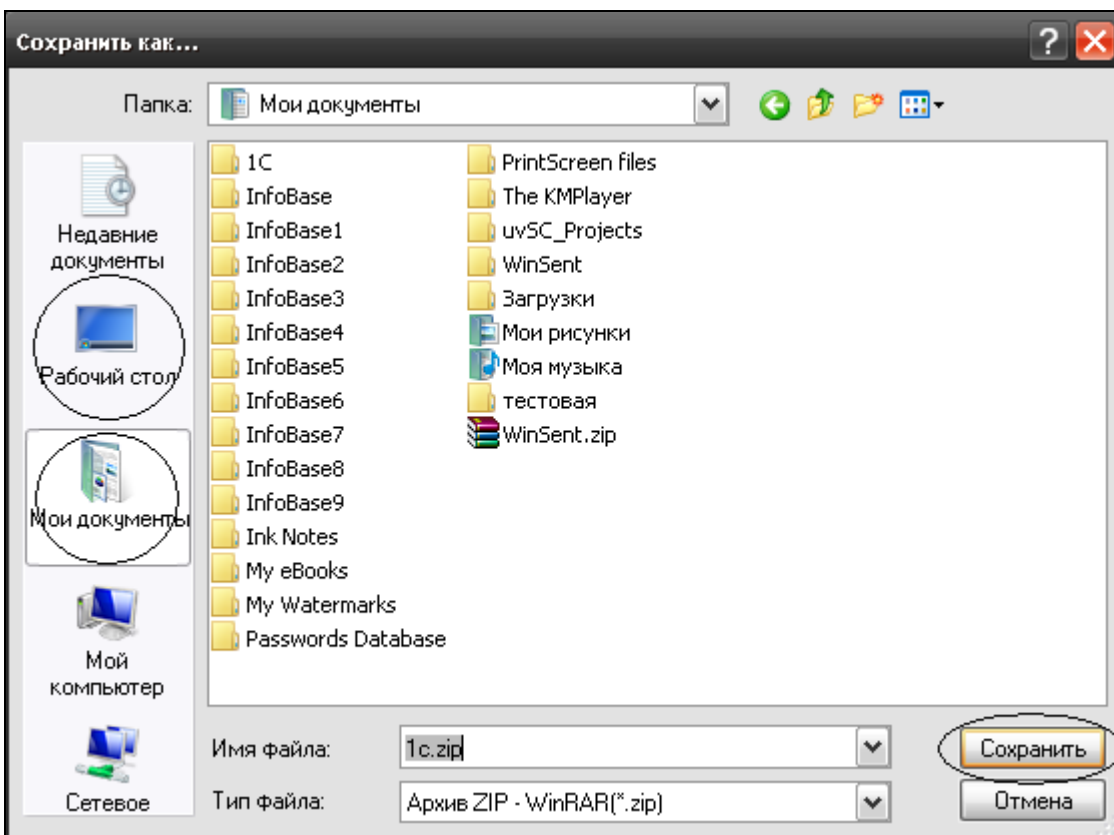 Сохранить как...
?
Папка:
Мои документы
Недавние
документы
Рабочий стол
Мои документы
Мой
компьютер
Сетевое
1C
InfoBase
InfoBase1
InfoBase2
InfoBase3
InfoBase4
InfoBase5
InfoBase6
InfoBase7
InfoBase8
InfoBase9
Ink Notes
My eBooks
My Watermarks
Passwords Database
PrintScreen files
The KMPlayer
uvSC_Projects
WinSent
Загрузки
Мои рисунки
Моя музыка
тестовая
WinSent.zip
Имя файла:
1c.zip
Сохранить
Тип файла:
Архив ZIP - WinRAR(*.zip)
Отмена